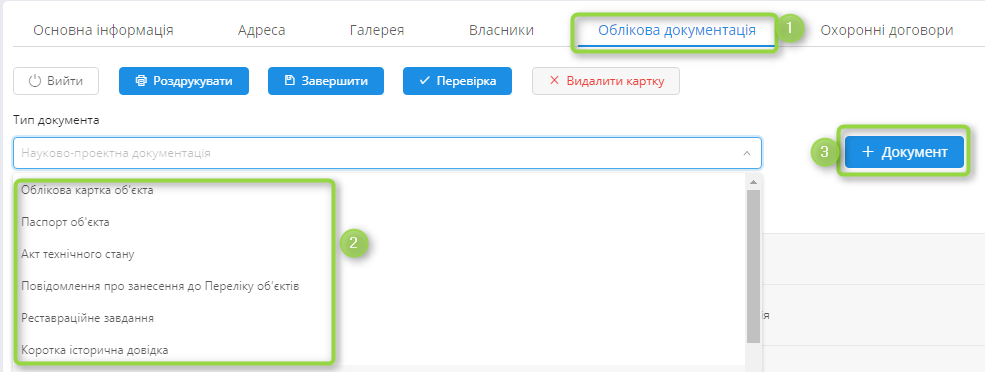 Основна інформація Адреса Галерея Власники Облікова документація 1 Охоронні договори
Вийти Роздрукувати Завершити Перевірка Видалити картку
Тип документа
Науково-проектна документація
3 + Документ
Облікова картка об'єкта
Паспорт об'єкта
2
Акт технічного стану
Повідомлення про занесення до Переліку об'єктів
Реставраційне завдання
ія
Коротка історична довідка